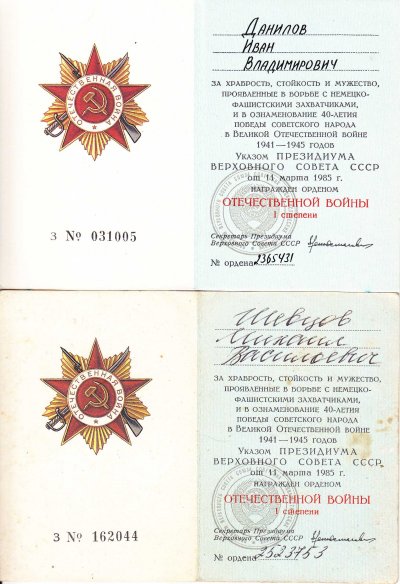 ОТЕЧЕСТВЕННАЯ ВОЙНА
З № 031005
Данилов
Иван
Владимирович
ЗА ХРАБРОСТЬ, СТОЙКОСТЬ И МУЖЕСТВО,
ПРОЯВЛЕННЫЕ В БОРЬБЕ С НЕМЕЦКО-
ФАШИСТСКИМИ ЗАХВАТЧИКАМИ,
И В ОЗНАМЕНОВАНИЕ 40-ЛЕТИЯ
ПОБЕДЫ СОВЕТСКОГО НАРОДА
В ВЕЛИКОЙ ОТЕЧЕСТВЕННОЙ ВОЙНЕ
1941—1945 ГОДОВ
УКАЗОМ ПРЕЗИДИУМА
ВЕРХОВНОГО СОВЕТА СССР
от 11 марта 1985 г.
НАГРАЖДЕН ОРДЕНОМ
ОТЕЧЕСТВЕННОЙ ВОЙНЫ
I степени
Секретарь Президиума
Верховного Совета СССР
№ ордена 2365431
ОТЕЧЕСТВЕННАЯ ВОЙНА
З № 162044
Шевцов
Михаил
Васильевич
ЗА ХРАБРОСТЬ, СТОЙКОСТЬ И МУЖЕСТВО,
ПРОЯВЛЕННЫЕ В БОРЬБЕ С НЕМЕЦКО-
ФАШИСТСКИМИ ЗАХВАТЧИКАМИ,
И В ОЗНАМЕНОВАНИЕ 40-ЛЕТИЯ
ПОБЕДЫ СОВЕТСКОГО НАРОДА
В ВЕЛИКОЙ ОТЕЧЕСТВЕННОЙ ВОЙНЕ
1941—1945 ГОДОВ
УКАЗОМ ПРЕЗИДИУМА
ВЕРХОВНОГО СОВЕТА СССР
от 11 марта 1985 г.
НАГРАЖДЕН ОРДЕНОМ
ОТЕЧЕСТВЕННОЙ ВОЙНЫ
I степени
Секретарь Президиума
Верховного Совета СССР
№ ордена 2523753